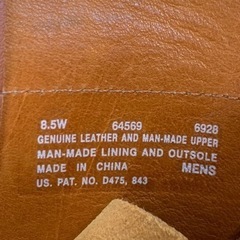 8.5W 64569 6928
GENUINE LEATHER AND MAN-MADE UPPER
MAN-MADE LINING AND OUTSOLE
MADE IN CHINA MENS
US. PAT. NO. D475, 843